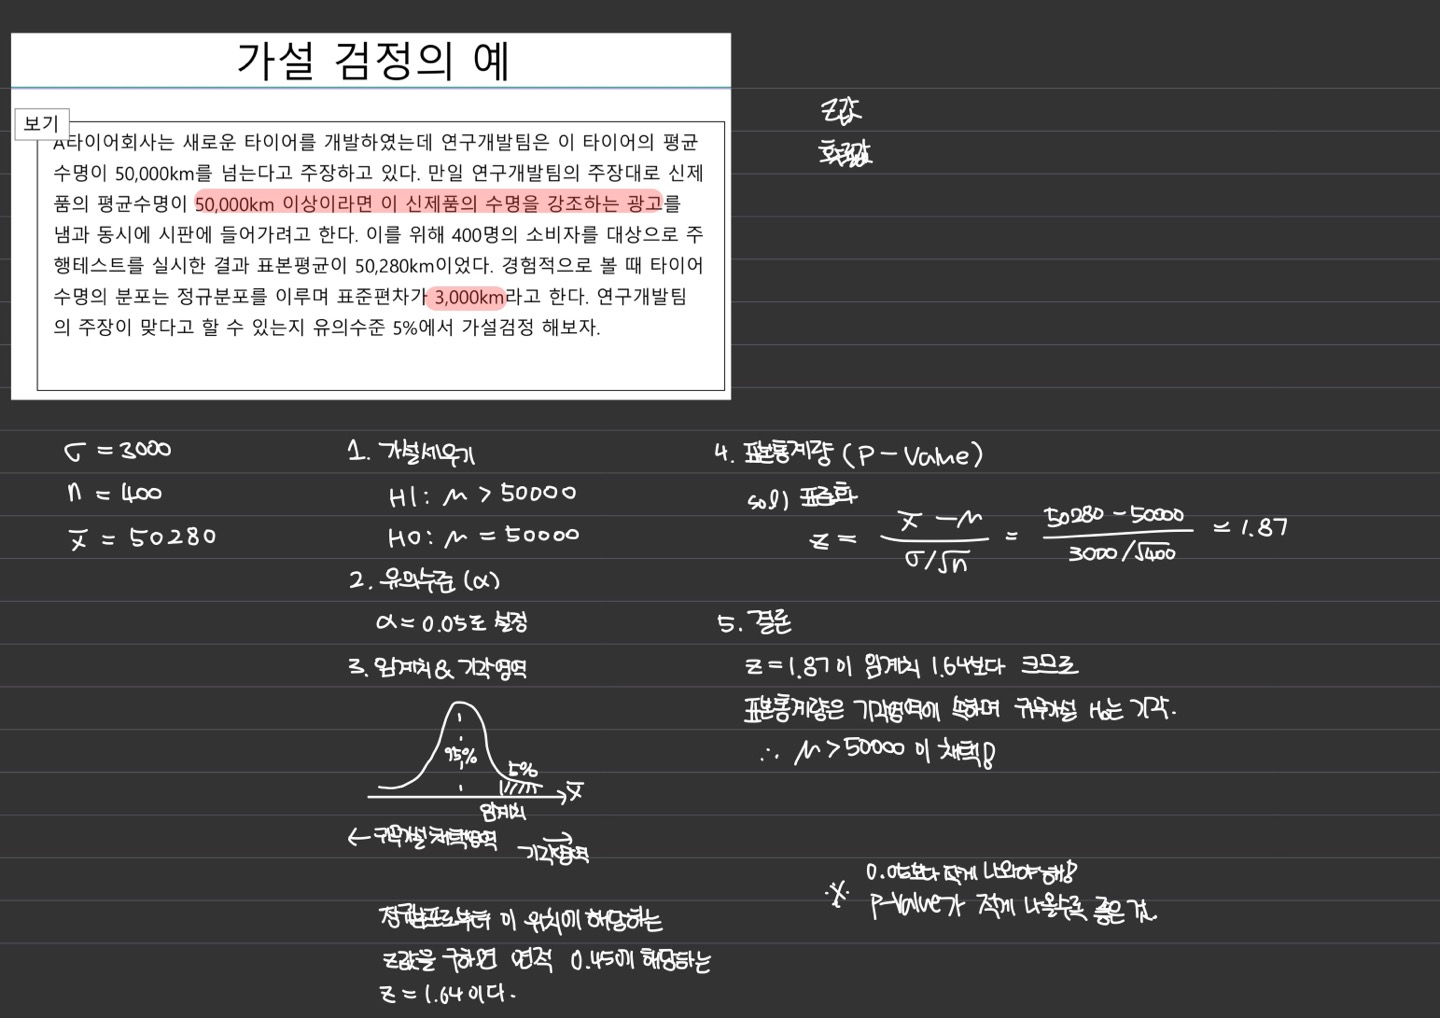 가설 검정의 예
보기
A타이어회사는 새로운 타이어를 개발하였는데 연구개발팀은 이 타이어의 평균
수명이 50,000km를 넘는다고 주장하고 있다. 만일 연구개발팀의 주장대로 신제
품의 평균수명이 50,000km 이상이라면 이 신제품의 수명을 강조하는 광고를
냄과 동시에 시판에 들어가려고 한다. 이를 위해 400명의 소비자를 대상으로 주
행테스트를 실시한 결과 표본평균이 50,280km이었다. 경험적으로 볼 때 타이어
수명의 분포는 정규분포를 이루며 표준편차가 3,000km라고 한다. 연구개발팀
의 주장이 맞다고 할 수 있는지 유의수준 5%에서 가설검정 해보자.
Z값
확률값
σ = 3000
n = 400
x̄ = 50280
1. 가설세우기
H1: μ > 50000
H0: μ = 50000
2. 유의수준 (α)
α = 0.05로 설정
3. 임계치 & 기각영역
95%
5%
x̄
임계치
← 귀무가설 채택영역
→
기각영역
정규분포로부터 이 위치에 해당하는
Z값을 구하면 면적 0.45에 해당하는
Z = 1.64 이다.
4. 표본통계량 (P-Value)
sol) 표준화
z = (x̄ - μ) / (σ/√n) = (50280 - 50000) / (3000/√400) = 1.87
5. 결론
z = 1.87이 임계치 1.64보다 크므로
표본통계량은 기각영역에 속하며 귀무가설 H₀는 기각.
∴ μ > 50000 이 채택됨
※ 0.05보다 작게 나와야 함
P-Value가 작게 나올수록 좋은 것.